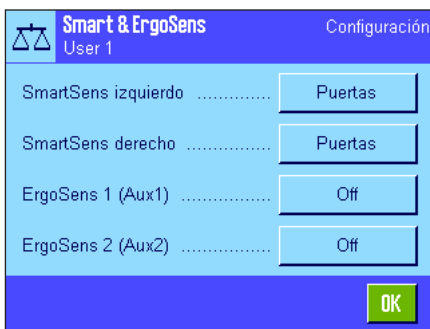 Smart & ErgoSens Configuración
User 1
SmartSens izquierdo .............. Puertas
SmartSens derecho ............... Puertas
ErgoSens 1 (Aux1) ................ Off
ErgoSens 2 (Aux2) ................ Off
OK